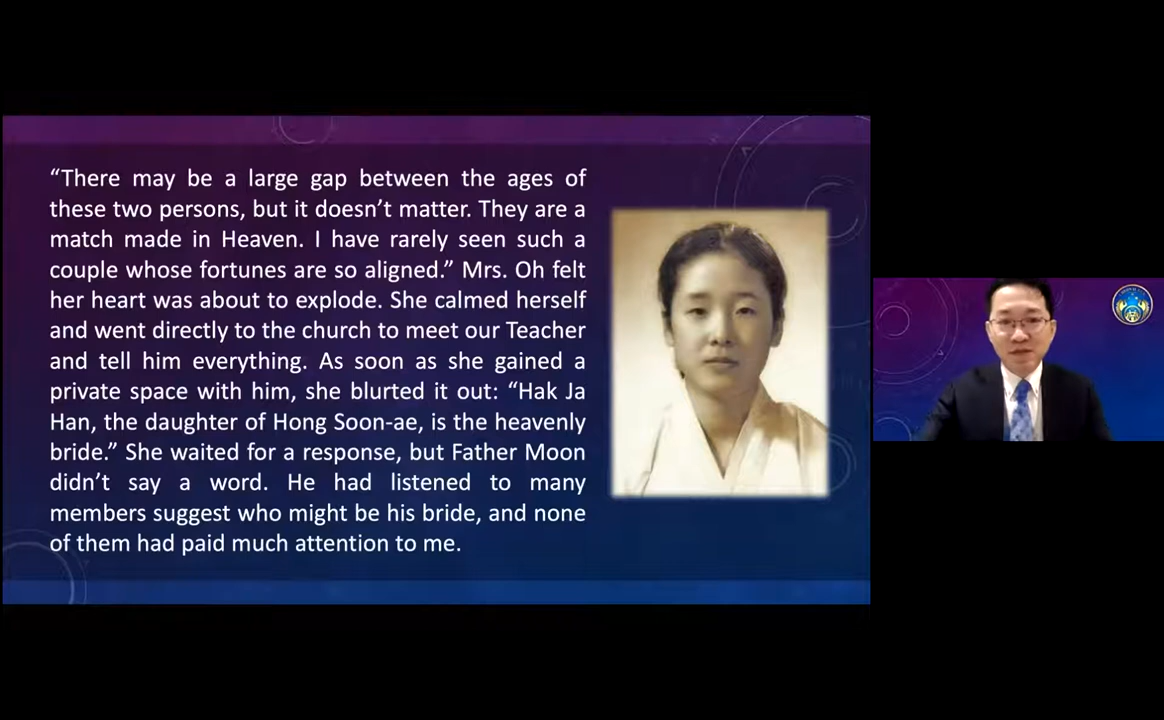 “There may be a large gap between the ages of
these two persons, but it doesn’t matter. They are a
match made in Heaven. I have rarely seen such a
couple whose fortunes are so aligned.” Mrs. Oh felt
her heart was about to explode. She calmed herself
and went directly to the church to meet our Teacher
and tell him everything. As soon as she gained a
private space with him, she blurted it out: “Hak Ja
Han, the daughter of Hong Soon-ae, is the heavenly
bride.” She waited for a response, but Father Moon
didn’t say a word. He had listened to many
members suggest who might be his bride, and none
of them had paid much attention to me.